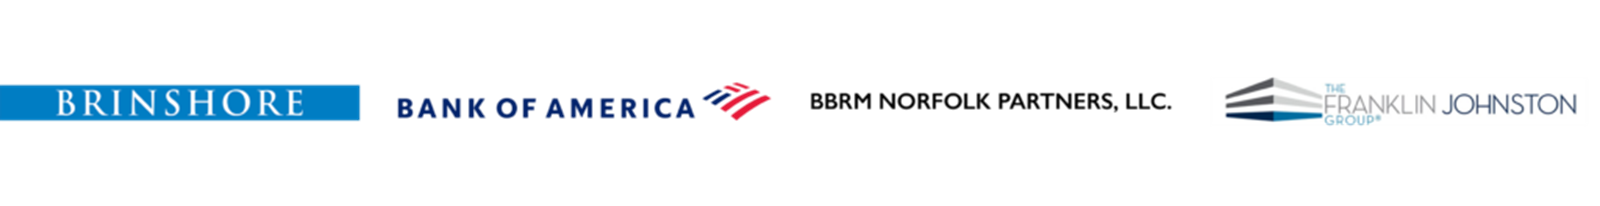 BRINSHORE
BANK OF AMERICA
BBRM NORFOLK PARTNERS, LLC.
THE
FRANKLIN JOHNSTON
GROUP®